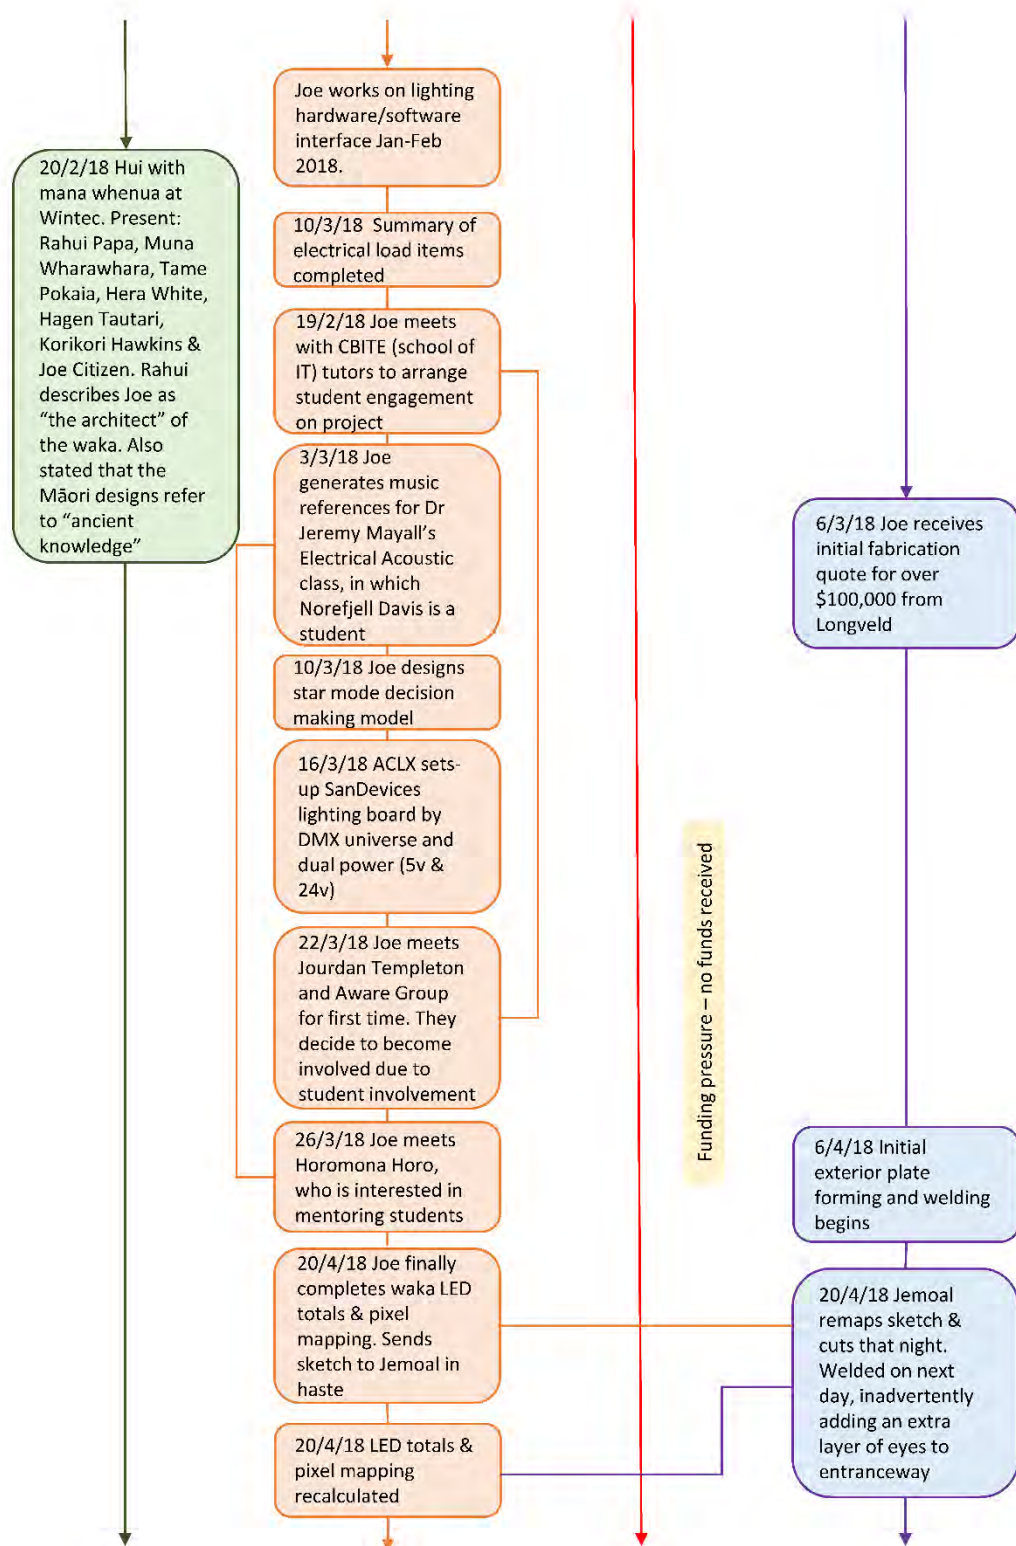 Joe works on lighting
hardware/software
interface Jan-Feb
2018.
20/2/18 Hui with
mana whenua at
Wintec. Present:
Rahui Papa, Muna
Wharawhara, Tame
Pokaia, Hera White,
Hagen Tautari,
Korikori Hawkins &
Joe Citizen. Rahui
describes Joe as
“the architect” of
the waka. Also
stated that the
Māori designs refer
to “ancient
knowledge”
10/3/18  Summary of
electrical load items
completed
19/2/18 Joe meets
with CBITE (school of
IT) tutors to arrange
student engagement
on project
3/3/18 Joe
generates music
references for Dr
Jeremy Mayall’s
Electrical Acoustic
class, in which
Norefjell Davis is a
student
6/3/18 Joe receives
initial fabrication
quote for over
$100,000 from
Longveld
10/3/18 Joe designs
star mode decision
making model
16/3/18 ACLX sets-
up SanDevices
lighting board by
DMX universe and
dual power (5v &
24v)
Funding pressure – no funds received
22/3/18 Joe meets
Jourdan Templeton
and Aware Group
for first time. They
decide to become
involved due to
student involvement
26/3/18 Joe meets
Horomona Horo,
who is interested in
mentoring students
6/4/18 Initial
exterior plate
forming and welding
begins
20/4/18 Joe finally
completes waka LED
totals & pixel
mapping. Sends
sketch to Jemoal in
haste
20/4/18 Jemoal
remaps sketch &
cuts that night.
Welded on next
day, inadvertently
adding an extra
layer of eyes to
entranceway
20/4/18 LED totals &
pixel mapping
recalculated